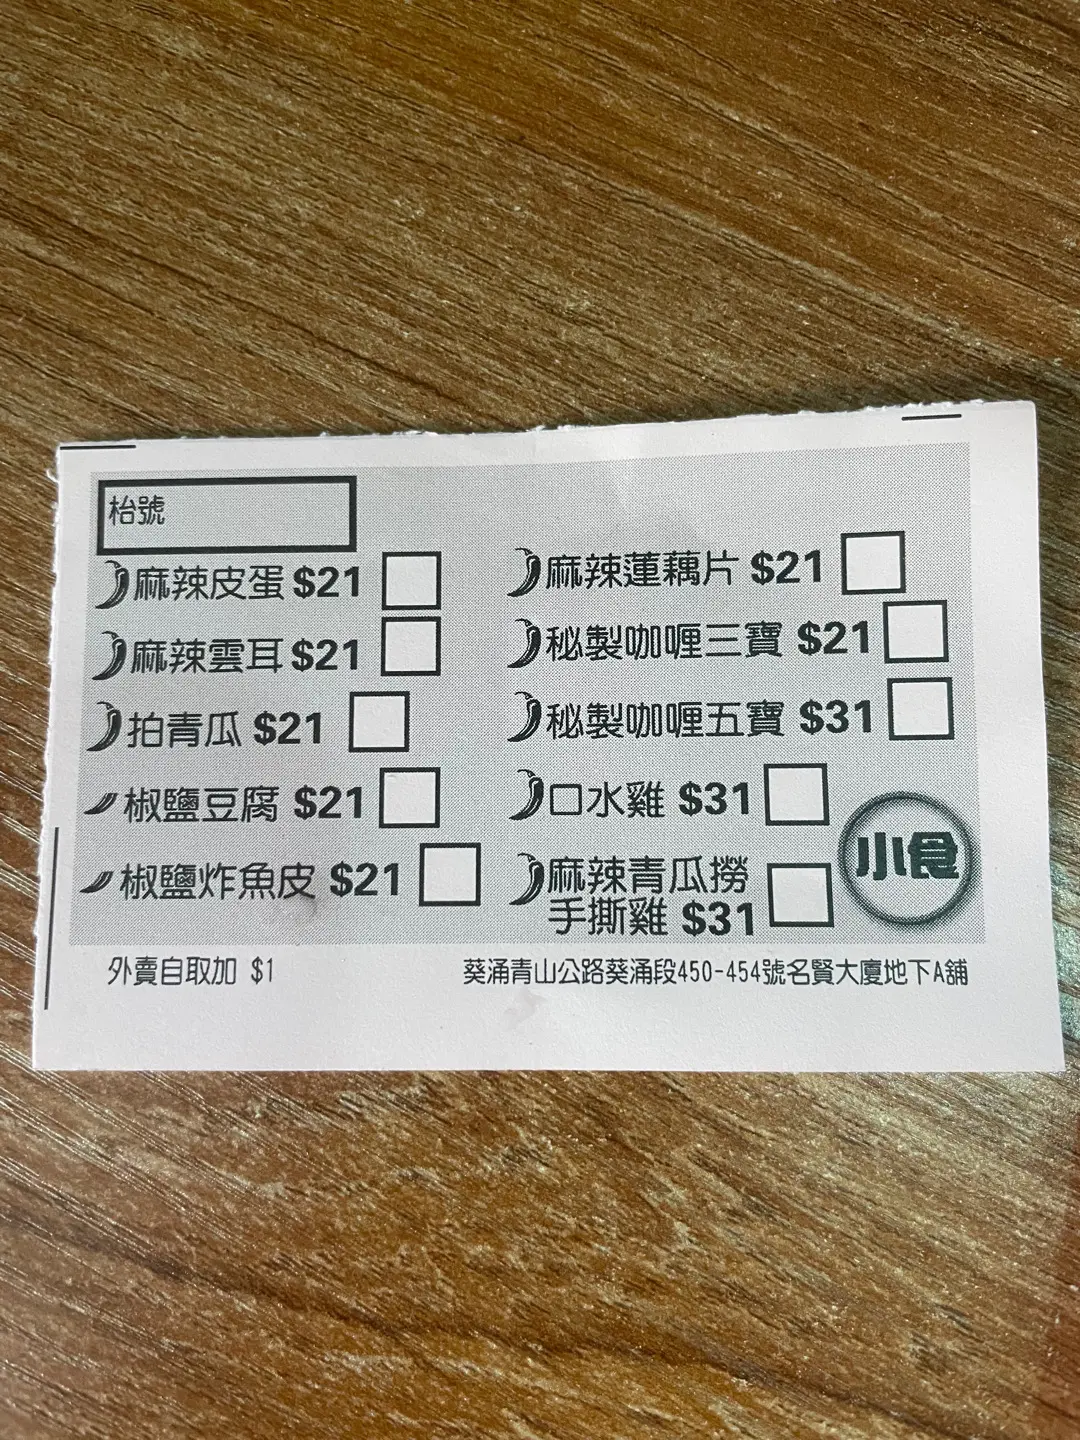 枱號
麻辣皮蛋 $21
麻辣雲耳 $21
拍青瓜 $21
椒鹽豆腐 $21
椒鹽炸魚皮 $21
麻辣蓮藕片 $21
秘製咖喱三寶 $21
秘製咖喱五寶 $31
口水雞 $31
麻辣青瓜撈
手撕雞 $31
小食
外賣自取加 $1
葵涌青山公路葵涌段450-454號名賢大廈地下A舖